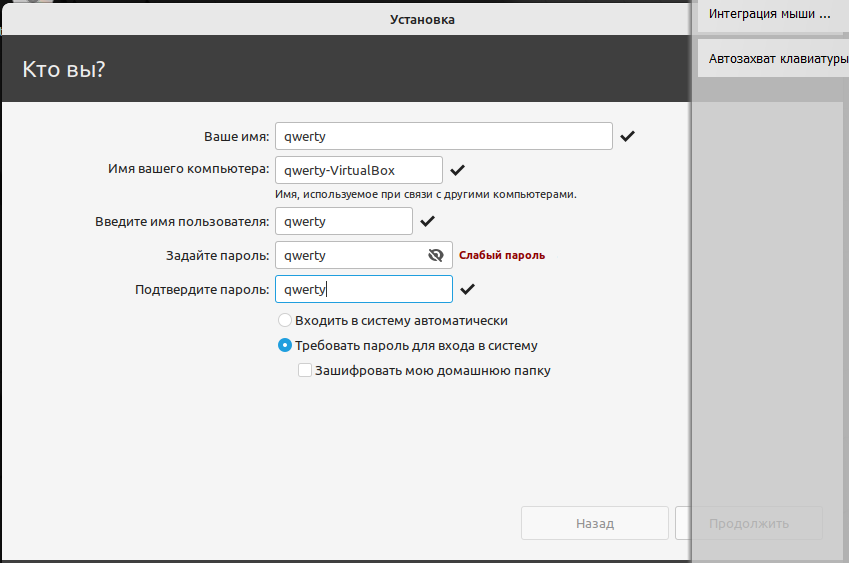 Установка
Интеграция мыши ...
Автозахват клавиатуры
Кто вы?
Ваше имя: qwerty
Имя вашего компьютера: qwerty-VirtualBox
Имя, используемое при связи с другими компьютерами.
Введите имя пользователя: qwerty
Задайте пароль: qwerty Слабый пароль
Подтвердите пароль: qwerty
Входить в систему автоматически
Требовать пароль для входа в систему
Зашифровать мою домашнюю папку
Назад Продолжить